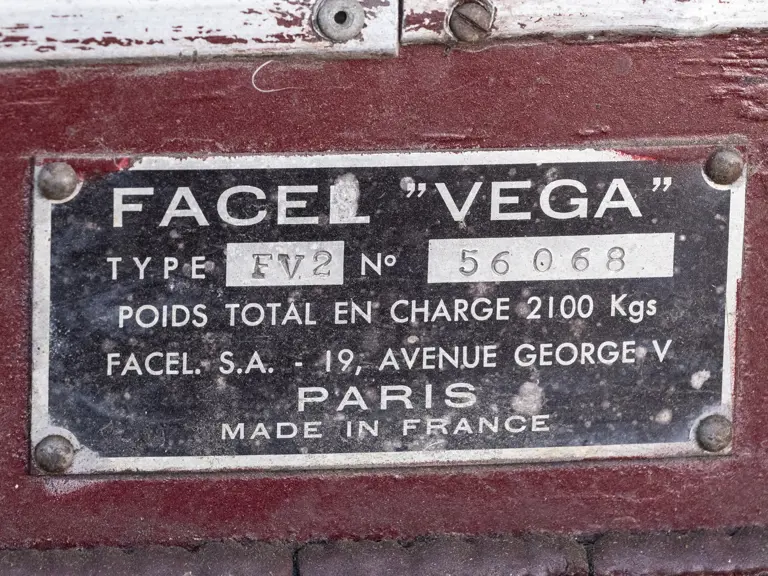 FACEL "VEGA"
TYPE FV2 Nº 56068
POIDS TOTAL EN CHARGE 2100 Kgs
FACEL. S.A. - 19, AVENUE GEORGE V
PARIS
MADE IN FRANCE